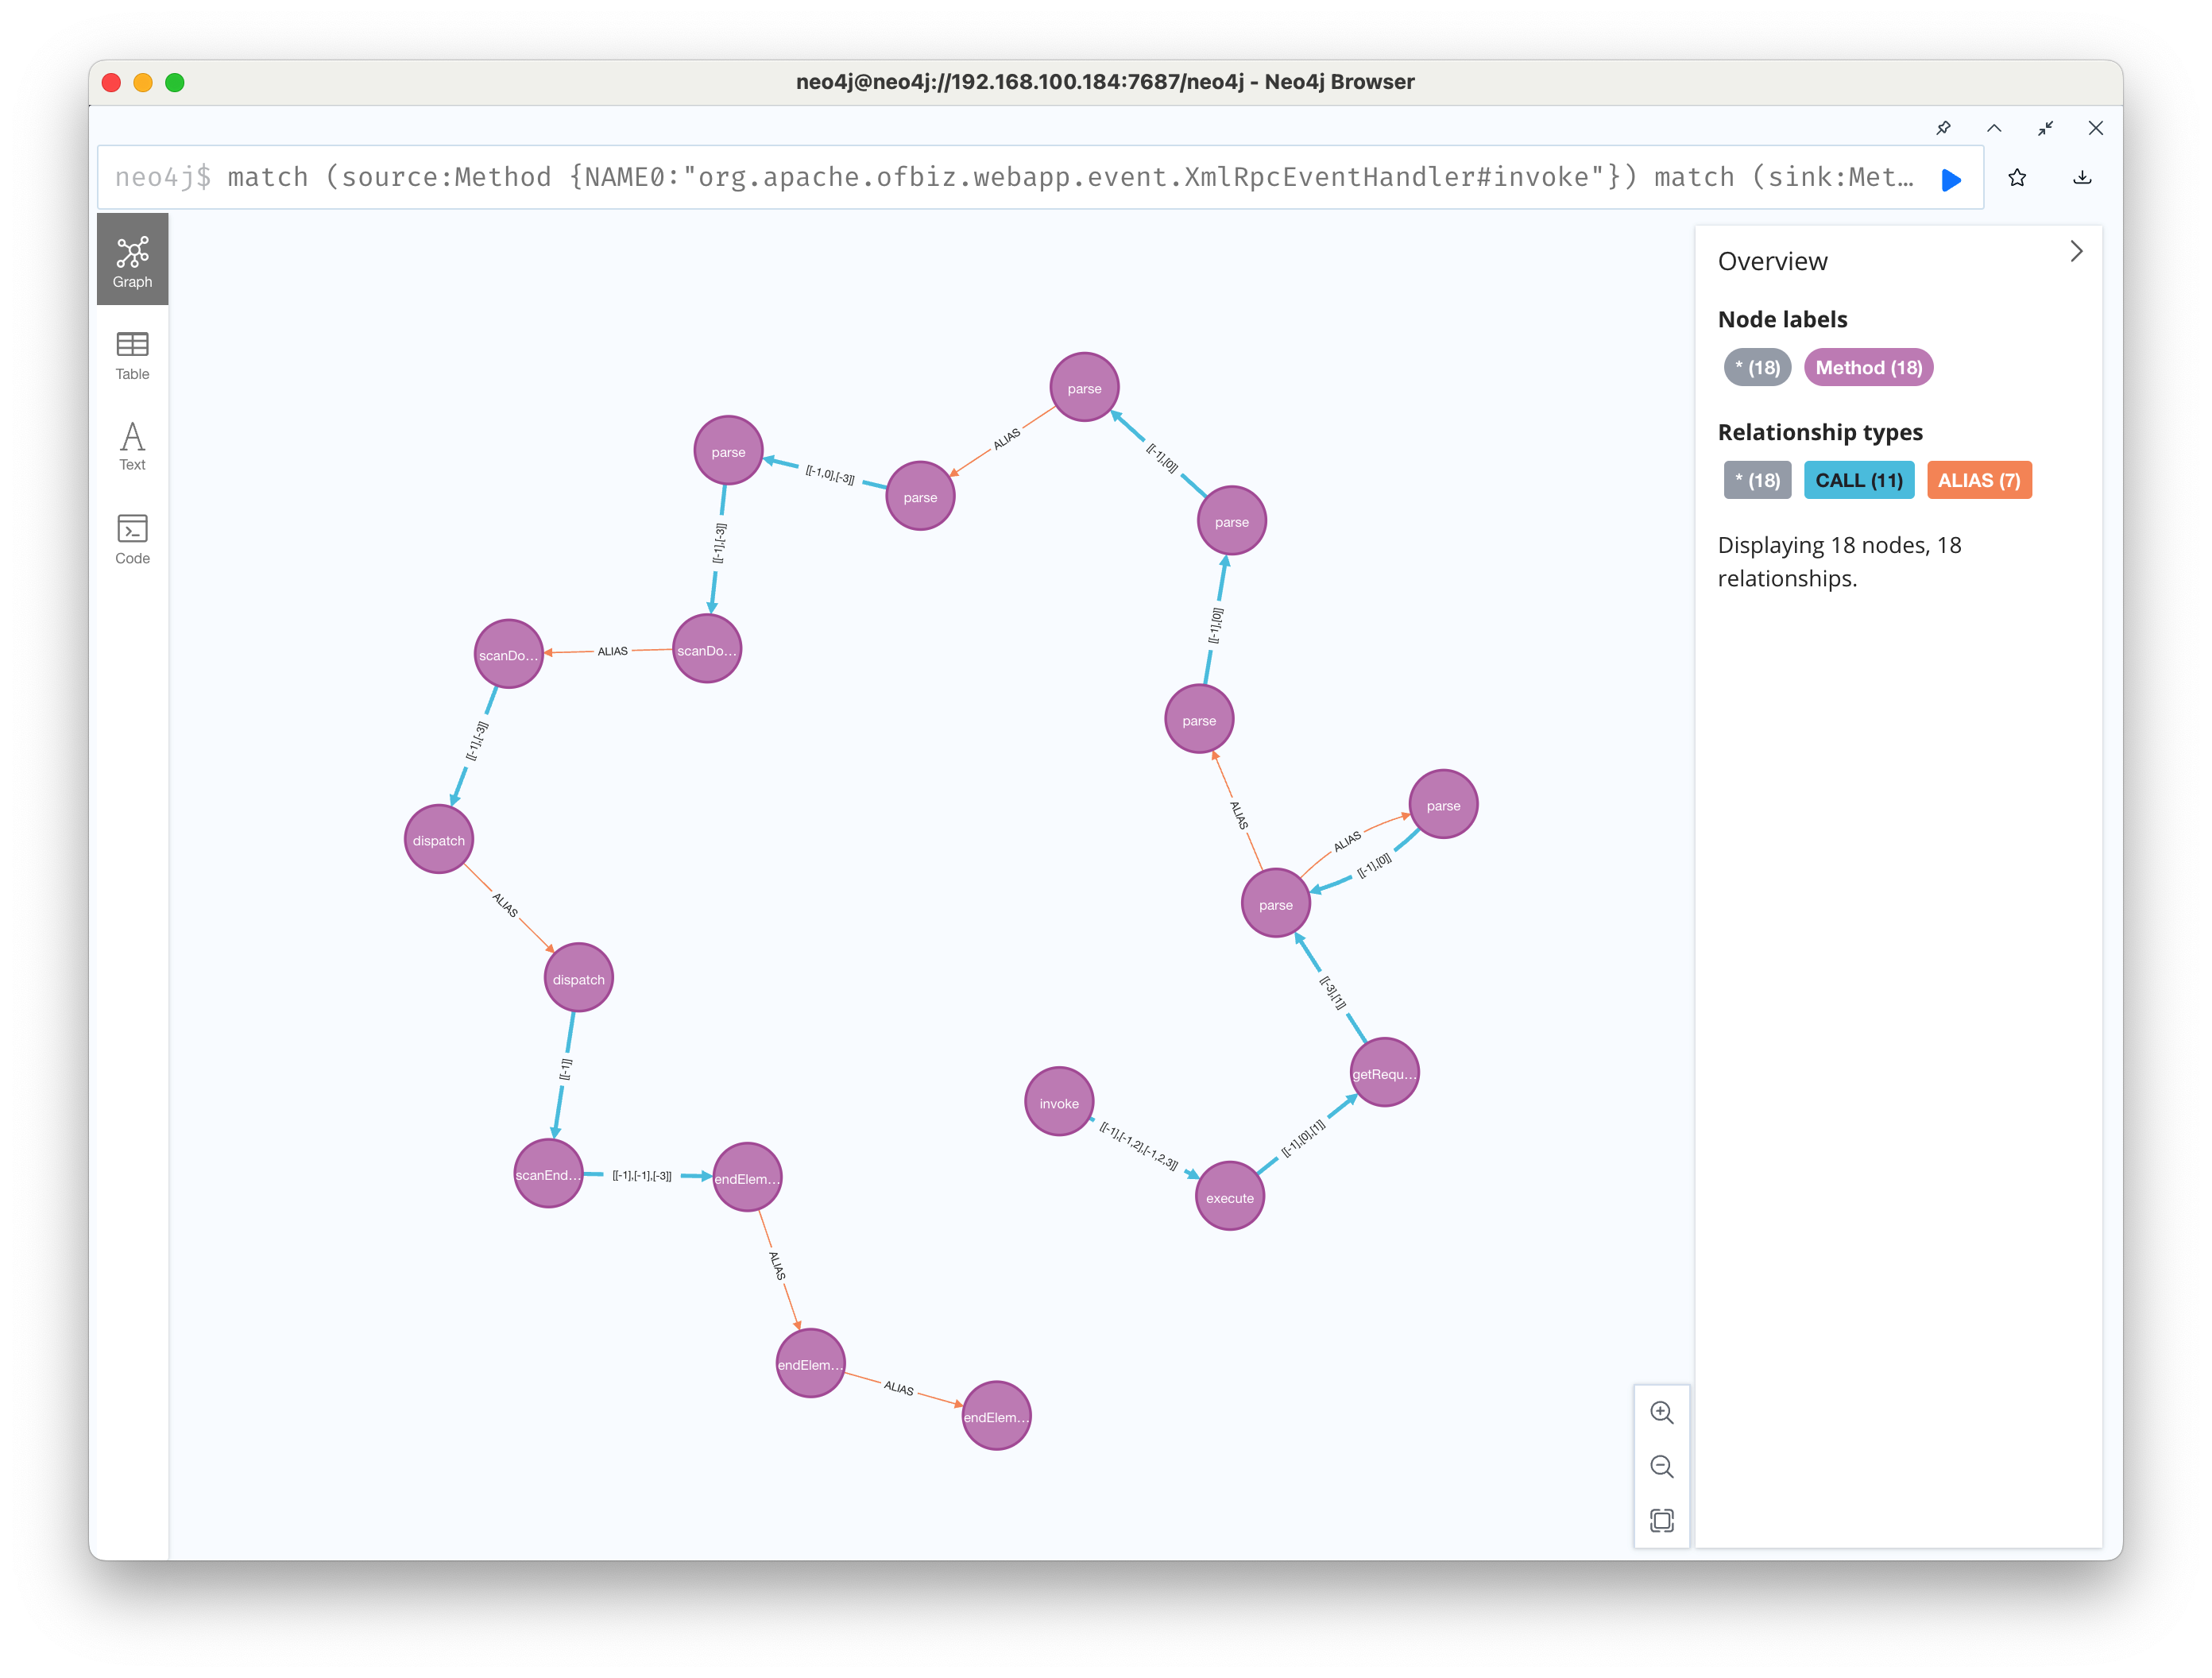 neo4j@neo4j://192.168.100.184:7687/neo4j - Neo4j Browser
neo4j$ match (source:Method {NAME0:"org.apache.ofbiz.webapp.event.XmlRpcEventHandler#invoke"}) match (sink:Met…
Graph
Table
Text
Code
parse
ALIAS
parse
[[-1],[0]]
[[-1,0],[-3]]
parse
parse
[[-1],[-3]]
[[-1],[0]]
scanDo…
ALIAS
scanDo…
parse
[[-1],[-3]]
ALIAS
parse
ALIAS
dispatch
[[-1],[0]]
ALIAS
parse
dispatch
[[-3],[1]]
[[-1]]
getRequ…
invoke
[[-1],[-1,2],[-1,2,3]]
[[-1],[0],[1]]
scanEnd…
[[-1],[-1],[-3]]
endElem…
execute
ALIAS
endElem…
ALIAS
endElem…
Overview
Node labels
* (18)
Method (18)
Relationship types
* (18)
CALL (11)
ALIAS (7)
Displaying 18 nodes, 18
relationships.